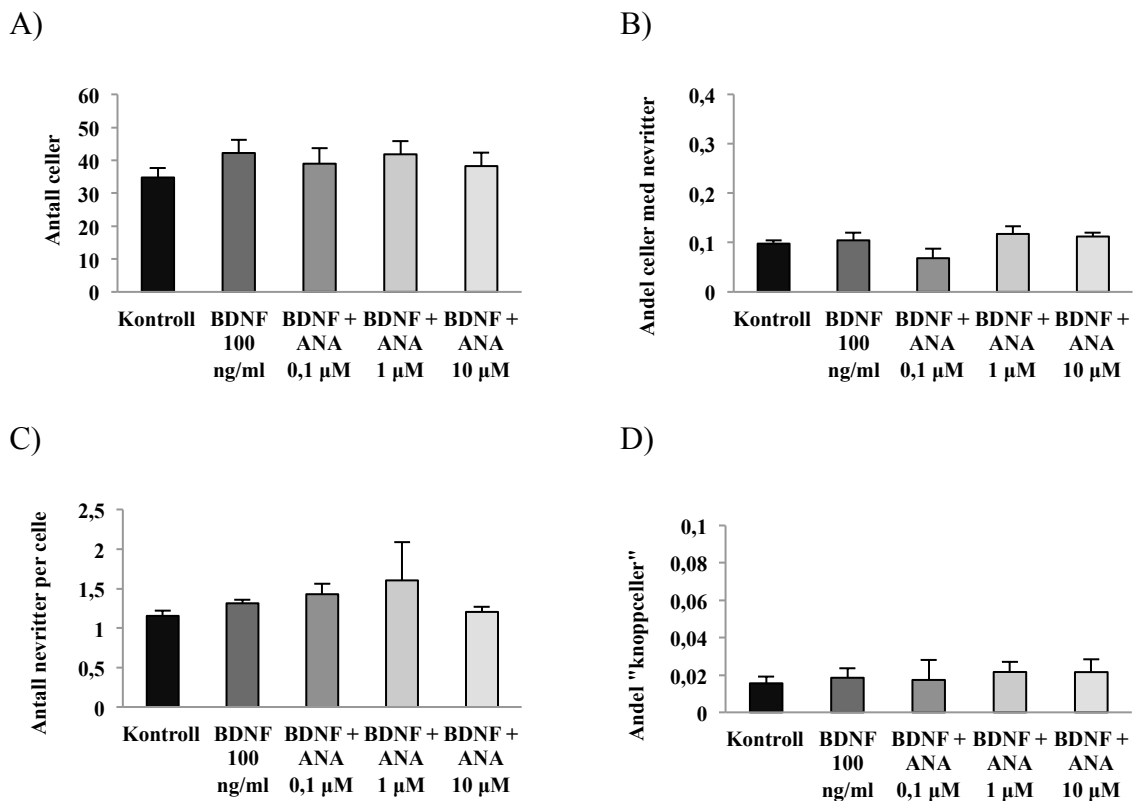 A)
Antall celler
60
50
40
30
20
10
0
Kontroll BDNF BDNF + BDNF + BDNF +
100 ANA ANA ANA
ng/ml 0,1 µM 1 µM 10 µM
B)
Andel celler med nevritter
0,4
0,3
0,2
0,1
0
Kontroll BDNF BDNF + BDNF + BDNF +
100 ANA ANA ANA
ng/ml 0,1 µM 1 µM 10 µM
C)
Antall nevritter per celle
2,5
2
1,5
1
0,5
0
Kontroll BDNF BDNF + BDNF + BDNF +
100 ANA ANA ANA
ng/ml 0,1 µM 1 µM 10 µM
D)
Andel "knoppceller"
0,1
0,08
0,06
0,04
0,02
0
Kontroll BDNF BDNF + BDNF + BDNF +
100 ANA ANA ANA
ng/ml 0,1 µM 1 µM 10 µM